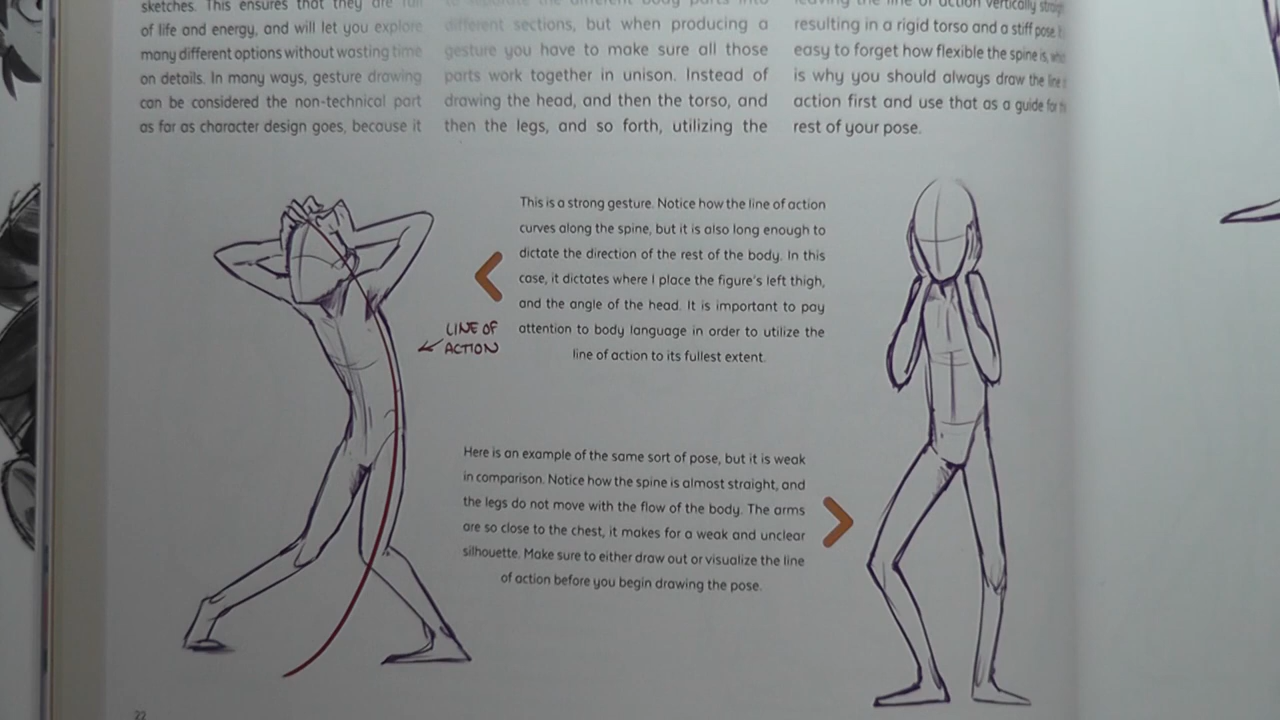 sketches. This ensures that they are full
of life and energy, and will let you explore
many different options without wasting time
on details. In many ways, gesture drawing
can be considered the non-technical part
as far as character design goes, because it
to separate the different body parts into
different sections, but when producing a
gesture you have to make sure all those
parts work together in unison. Instead of
drawing the head, and then the torso, and
then the legs, and so forth, utilizing the
leaving the line of action vertically
resulting in a rigid torso and a stiff pose.
easy to forget how flexible the spine is,
is why you should always draw the line
action first and use that as a guide for
rest of your pose.
This is a strong gesture. Notice how the line of action
curves along the spine, but it is also long enough to
dictate the direction of the rest of the body. In this
case, it dictates where I place the figure's left thigh,
and the angle of the head. It is important to pay
attention to body language in order to utilize the
line of action to its fullest extent.
LINE OF
ACTION
Here is an example of the same sort of pose, but it is weak
in comparison. Notice how the spine is almost straight, and
the legs do not move with the flow of the body. The arms
are so close to the chest, it makes for a weak and unclear
silhouette. Make sure to either draw out or visualize the line
of action before you begin drawing the pose.
22